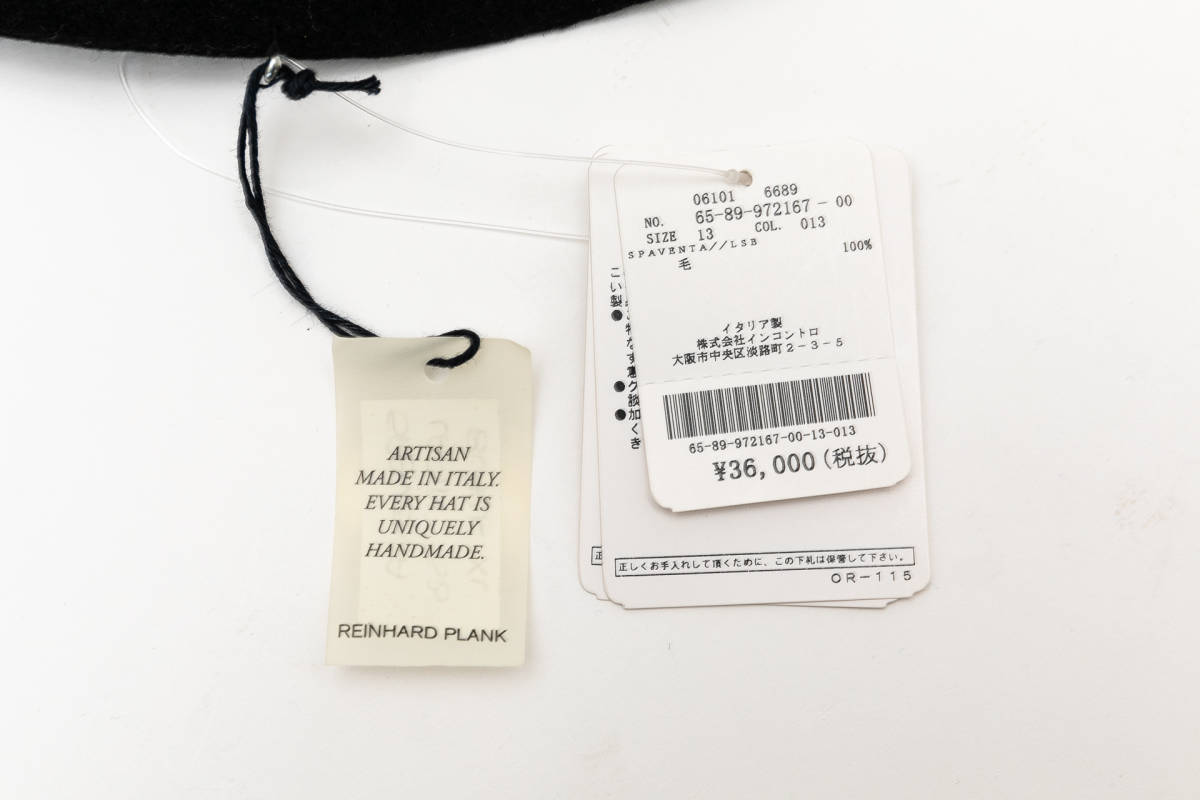 ARTISAN
MADE IN ITALY.
EVERY HAT IS
UNIQUELY
HANDMADE.
REINHARD PLANK
06101 6689
NO. 65-89-972167-00
SIZE 13 COL. 013
SPAVENTA//LSB
毛 100%
イタリア製
株式会社インコントロ
大阪市中央区淡路町2-3-5
65-89-972167-00-13-013
¥36,000(税抜)
正しくお手入れして頂くために、この下札は保管して下さい。
OR-115